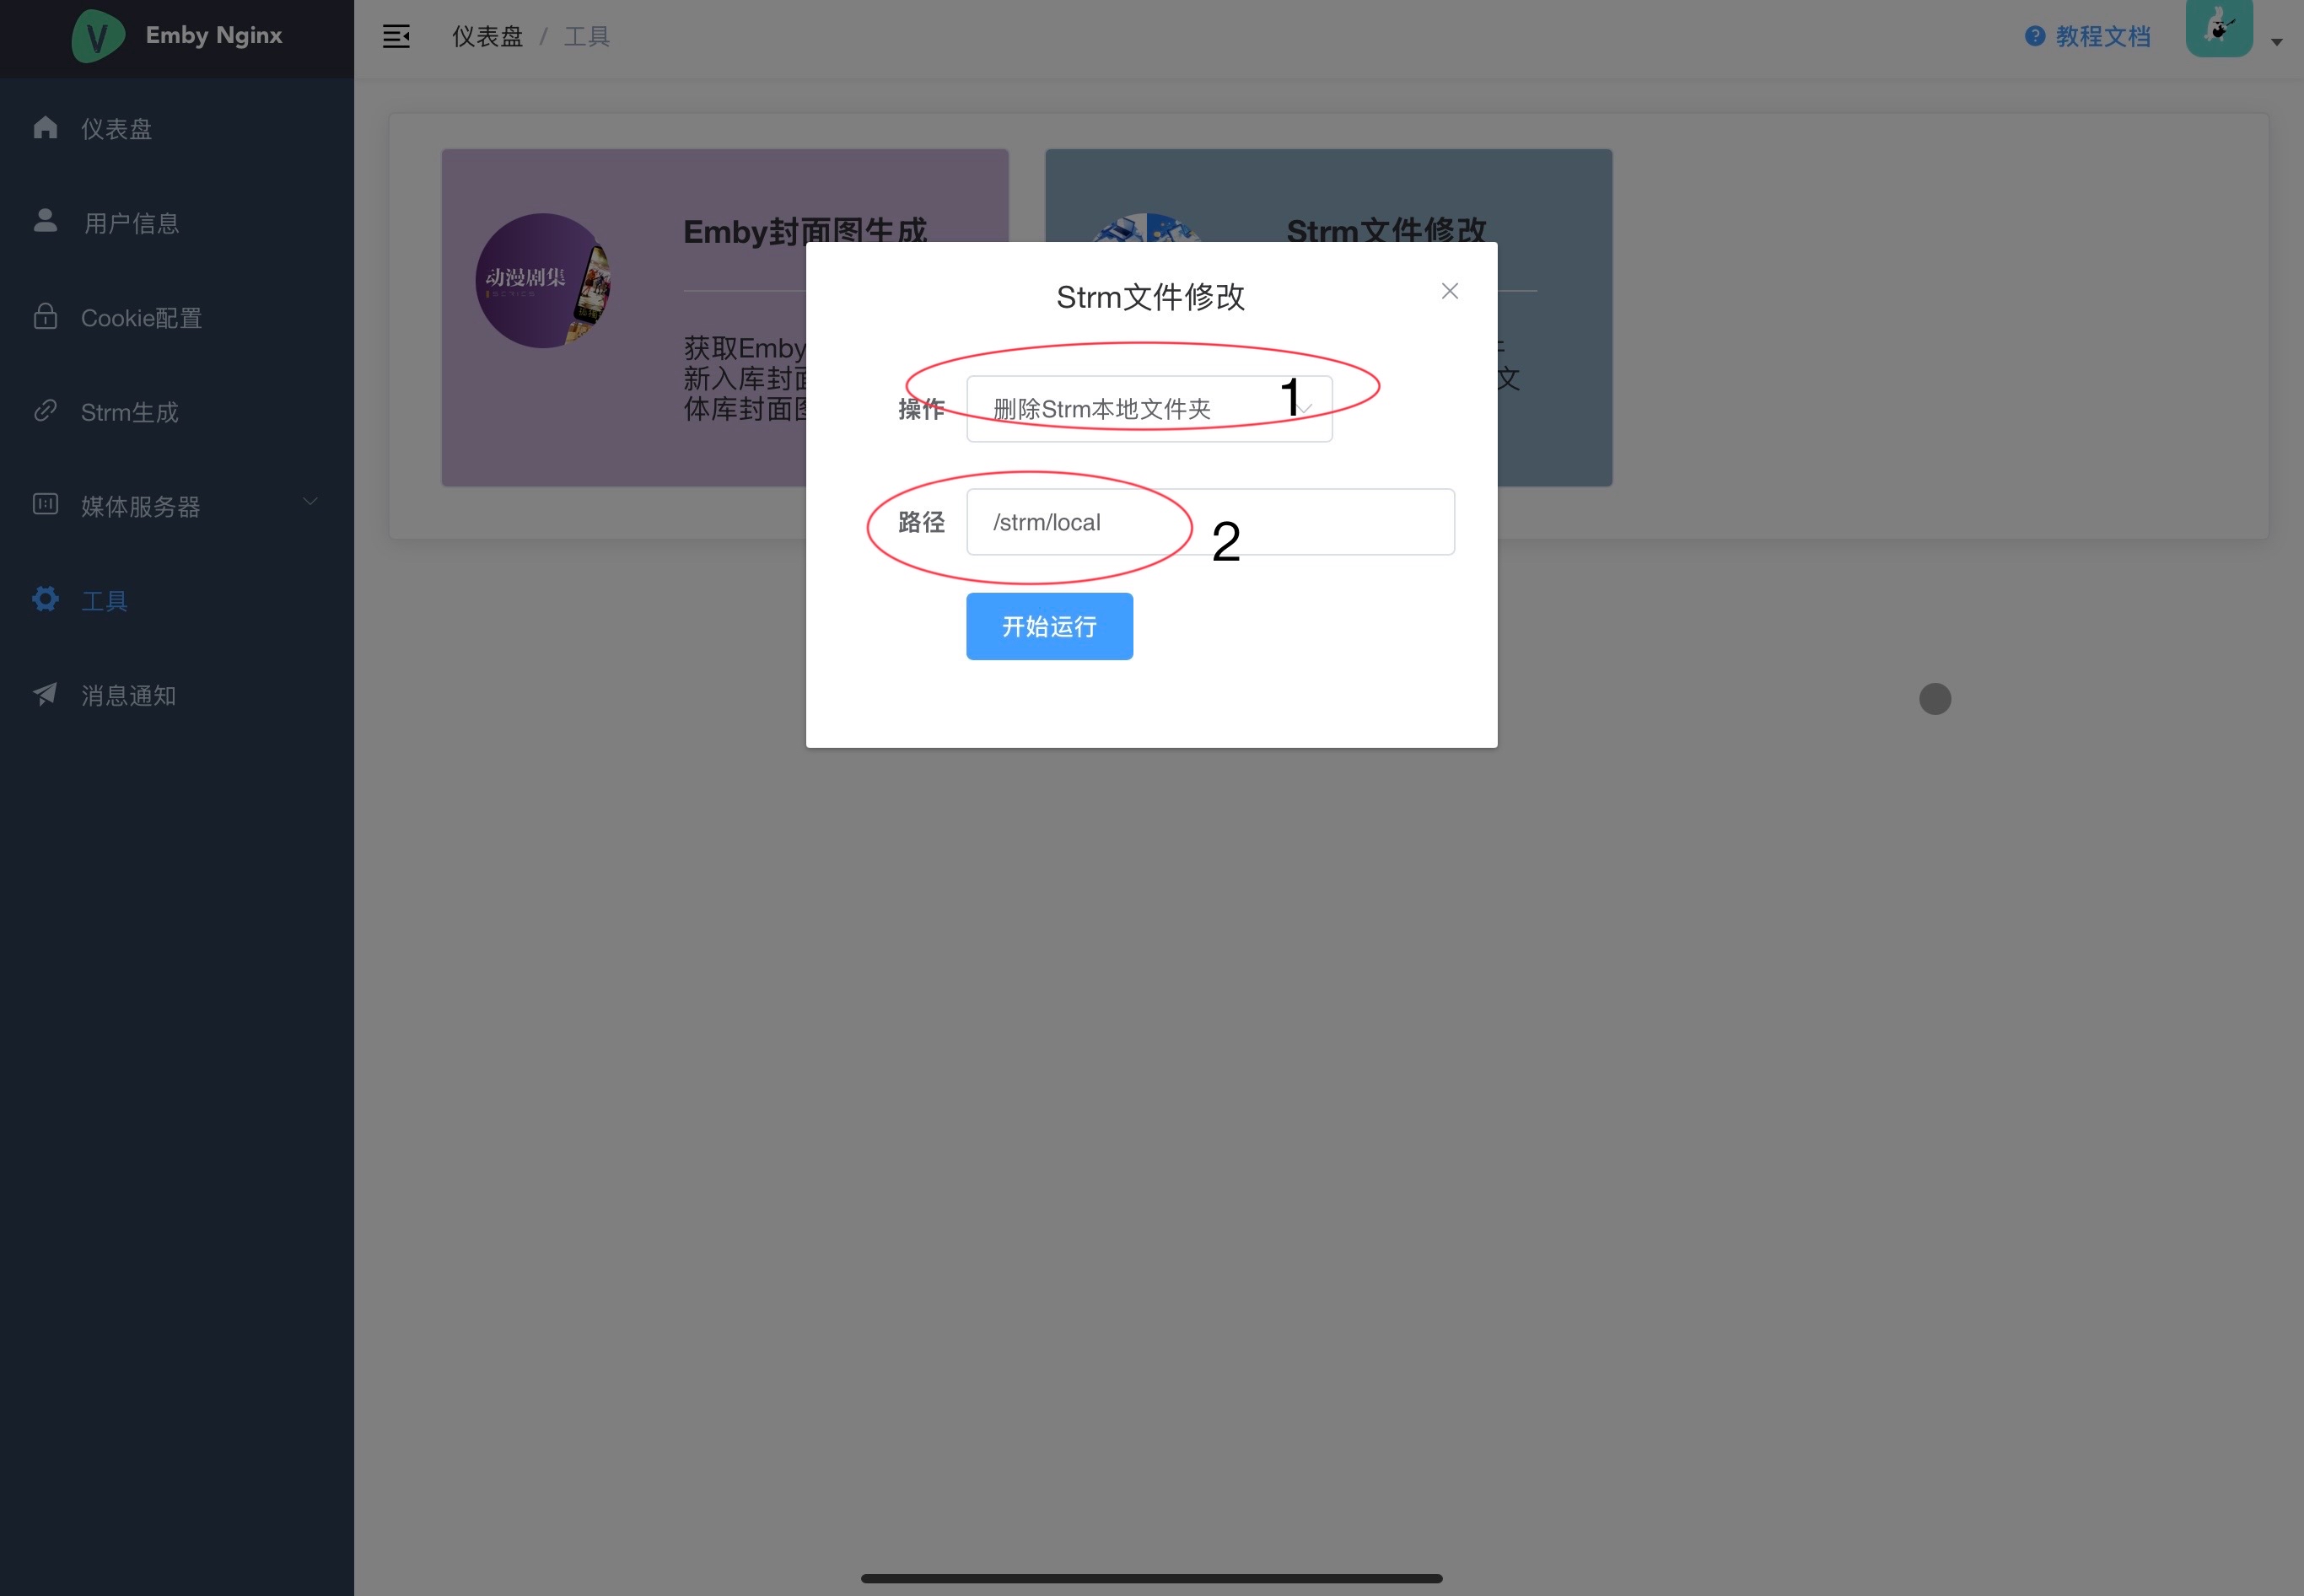 Emby Nginx
仪表盘 / 工具
教程文档
仪表盘
用户信息
Cookie配置
Strm生成
媒体服务器
工具
消息通知
Emby封面图生成
动漫剧集
获取Emby
新入库封面
体库封面图
Strm文件修改
文
Strm文件修改
操作 删除Strm本地文件夹 1
路径 /strm/local 2
开始运行